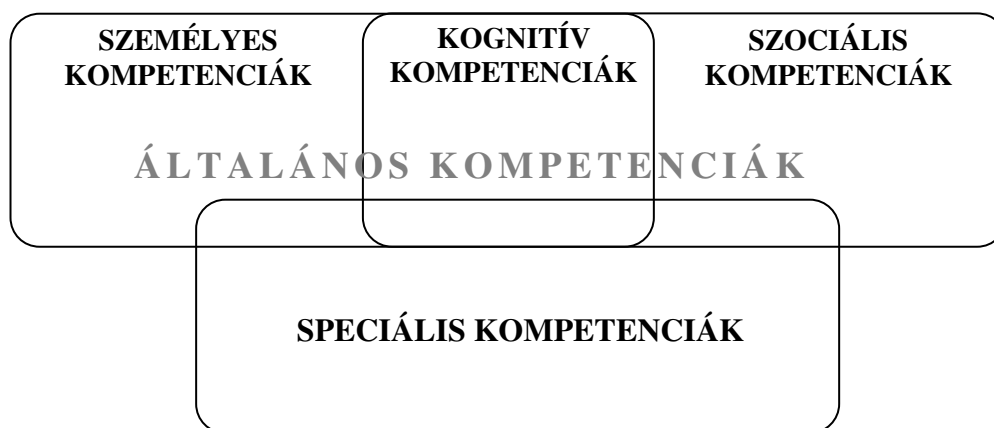 SZEMÉLYES
KOMPETENCIÁK
KOGNITÍV
KOMPETENCIÁK
SZOCIÁLIS
KOMPETENCIÁK
ÁLTALÁNOS KOMPETENCIÁK
SPECIÁLIS KOMPETENCIÁK